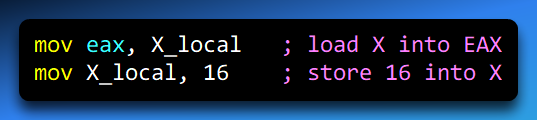 mov eax, X_local   ; load X into EAX
mov X_local, 16    ; store 16 into X